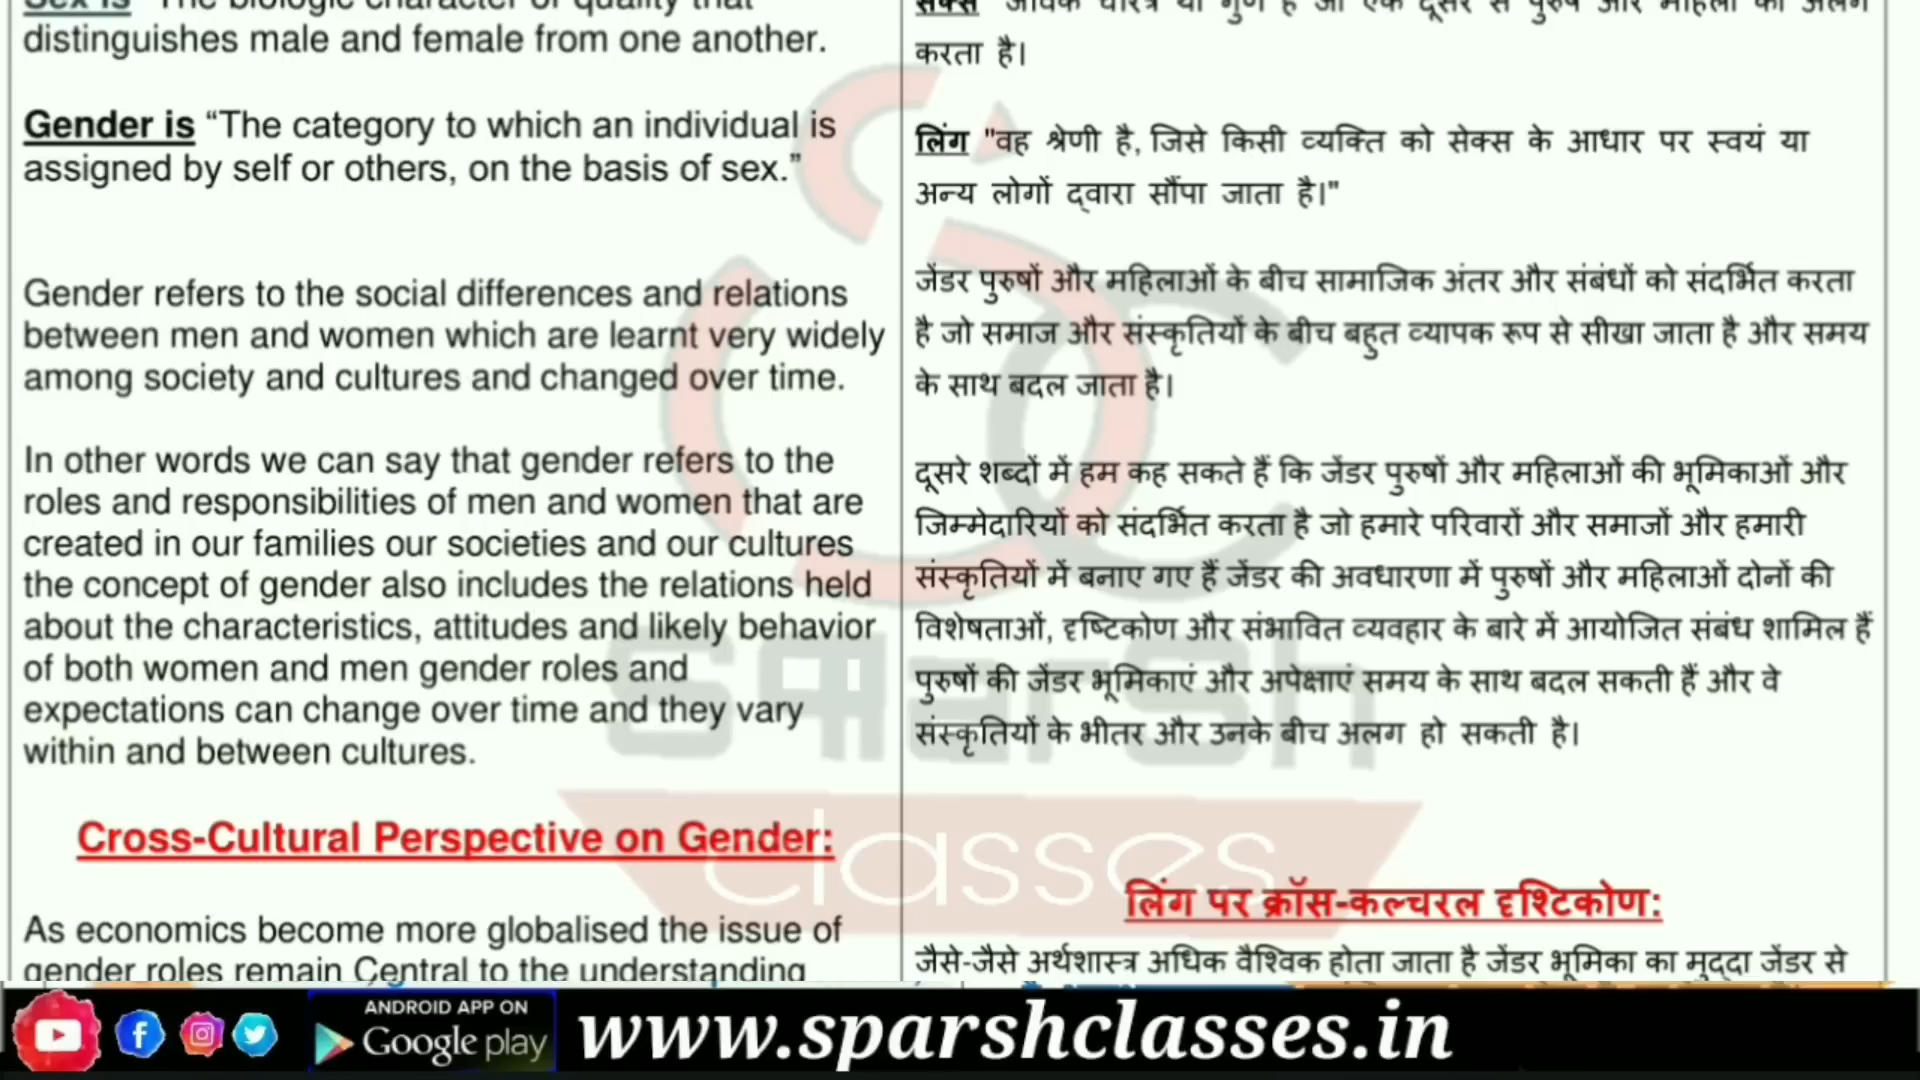 distinguishes male and female from one another.
Gender is “The category to which an individual is
assigned by self or others, on the basis of sex.”
Gender refers to the social differences and relations
between men and women which are learnt very widely
among society and cultures and changed over time.
In other words we can say that gender refers to the
roles and responsibilities of men and women that are
created in our families our societies and our cultures
the concept of gender also includes the relations held
about the characteristics, attitudes and likely behavior
of both women and men gender roles and
expectations can change over time and they vary
within and between cultures.
Cross-Cultural Perspective on Gender:
As economics become more globalised the issue of
gender roles remain Central to the understanding
करता है।
लिंग "वह श्रेणी है, जिसे किसी व्यक्ति को सेक्स के आधार पर स्वयं या
अन्य लोगों द्वारा सौंपा जाता है।"
जेंडर पुरुषों और महिलाओं के बीच सामाजिक अंतर और संबंधों को संदर्भित करता
है जो समाज और संस्कृतियों के बीच बहुत व्यापक रूप से सीखा जाता है और समय
के साथ बदल जाता है।
दूसरे शब्दों में हम कह सकते हैं कि जेंडर पुरुषों और महिलाओं की भूमिकाओं और
जिम्मेदारियों को संदर्भित करता है जो हमारे परिवारों और समाजों और हमारी
संस्कृतियों में बनाए गए हैं जेंडर की अवधारणा में पुरुषों और महिलाओं दोनों की
विशेषताओं, दृष्टिकोण और संभावित व्यवहार के बारे में आयोजित संबंध शामिल हैं
पुरुषों की जेंडर भूमिकाएं और अपेक्षाएं समय के साथ बदल सकती हैं और वे
संस्कृतियों के भीतर और उनके बीच अलग हो सकती है।
लिंग पर क्रॉस-कल्चरल दृश्टिकोण:
जैसे-जैसे अर्थशास्त्र अधिक वैश्विक होता जाता है जेंडर भूमिका का मुद्दा जेंडर से
classes
ANDROID APP ON
Google play
www.sparshclasses.in